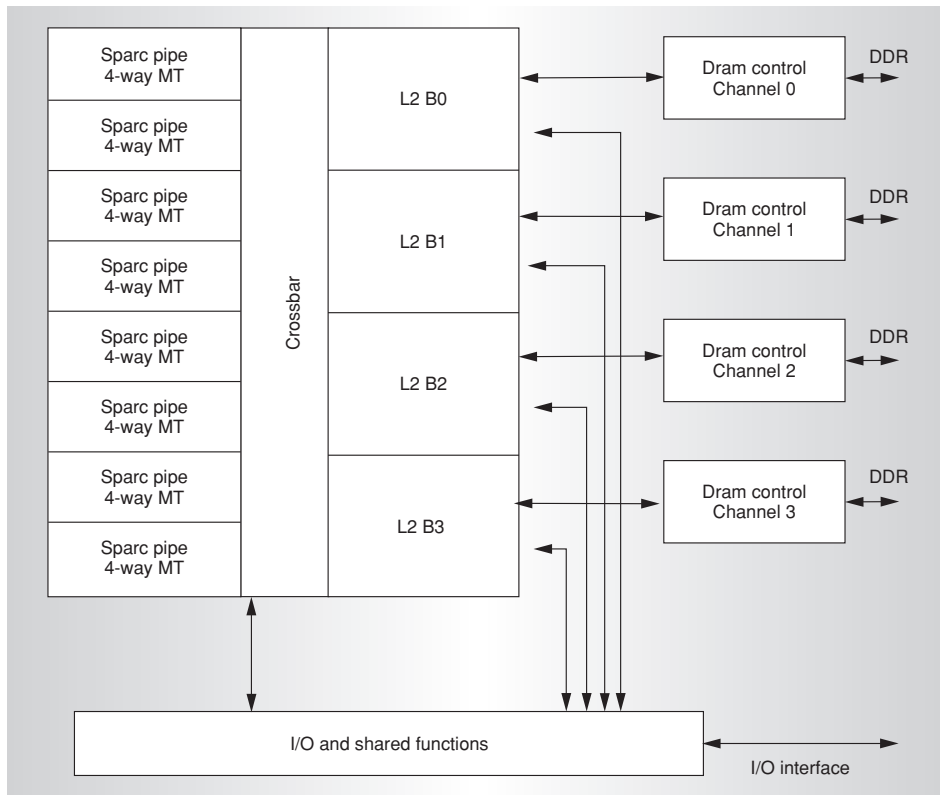 Sparc pipe
4-way MT
Sparc pipe
4-way MT
Sparc pipe
4-way MT
Sparc pipe
4-way MT
Sparc pipe
4-way MT
Sparc pipe
4-way MT
Sparc pipe
4-way MT
Sparc pipe
4-way MT
Crossbar
L2 B0
L2 B1
L2 B2
L2 B3
Dram control
Channel 0
DDR
Dram control
Channel 1
DDR
Dram control
Channel 2
DDR
Dram control
Channel 3
DDR
I/O and shared functions
I/O interface